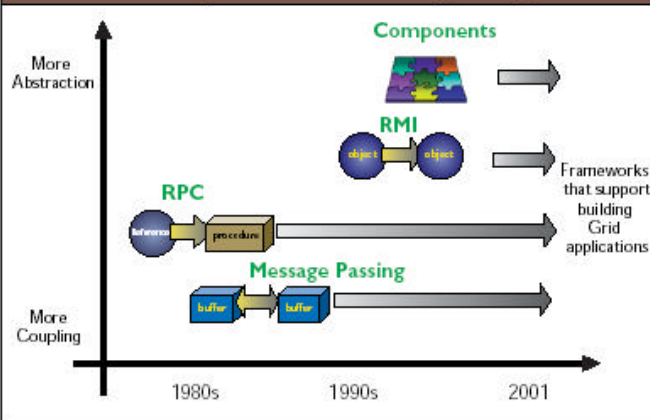 Components
More
Abstraction
RMI
object
object
Frameworks
that support
building
Grid
applications
RPC
Reference
procedure
Message Passing
buffer
buffer
More
Coupling
1980s
1990s
2001